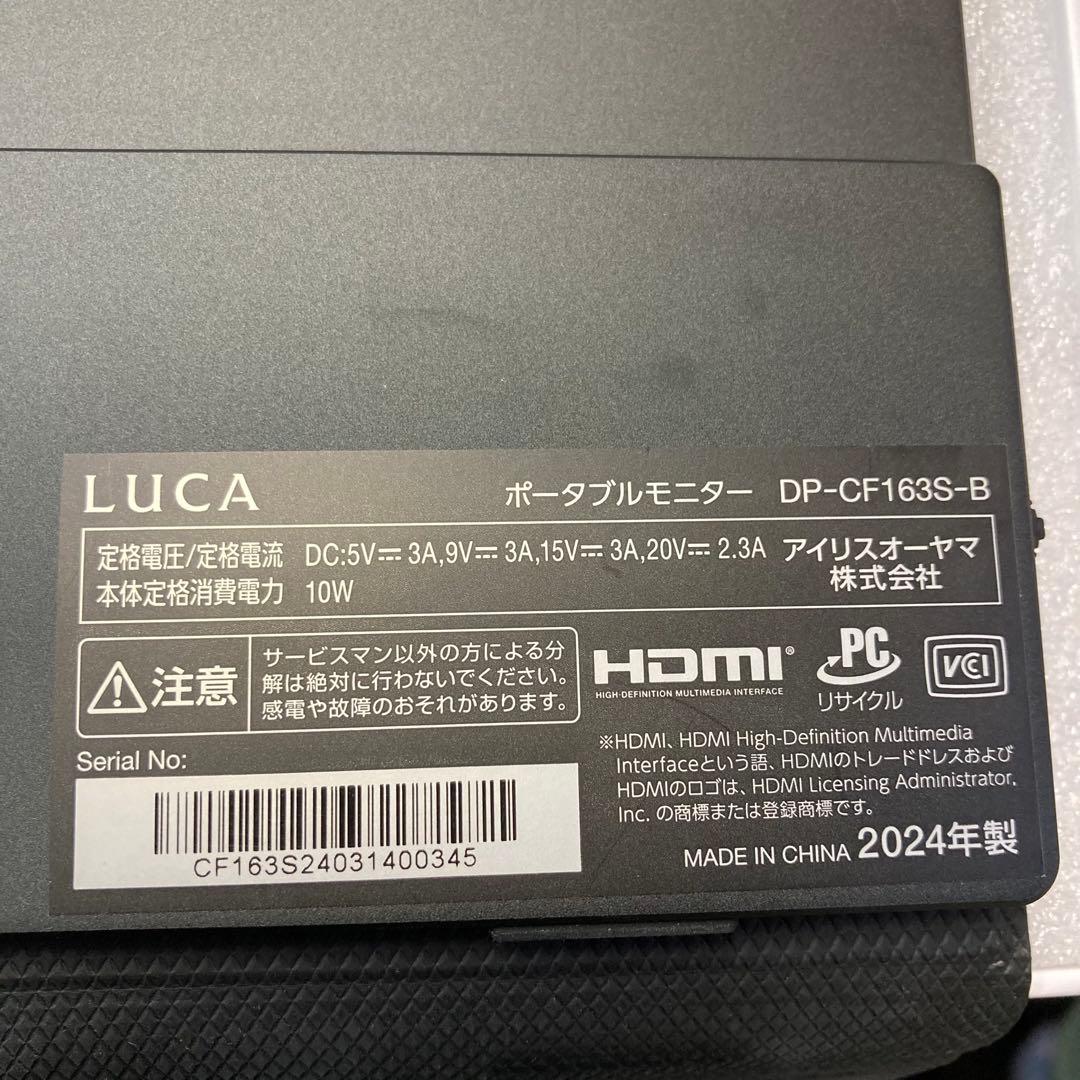 LUCA
ポータブルモニター DP-CF163S-B
定格電圧/定格電流 DC:5V⎓ 3A,9V⎓ 3A,15V⎓ 3A,20V⎓ 2.3A
本体定格消費電力 10W
アイリスオーヤマ
株式会社
⚠注意
サービスマン以外の方による分
解は絶対に行わないでください。
感電や故障のおそれがあります。
HDMI®
HIGH-DEFINITION MULTIMEDIA INTERFACE
PC
リサイクル
VCCI
※HDMI、HDMI High-Definition Multimedia
Interfaceという語、HDMIのトレードドレスおよび
HDMIのロゴは、HDMI Licensing Administrator,
Inc. の商標または登録商標です。
Serial No:
CF163S24031400345
MADE IN CHINA 2024年製